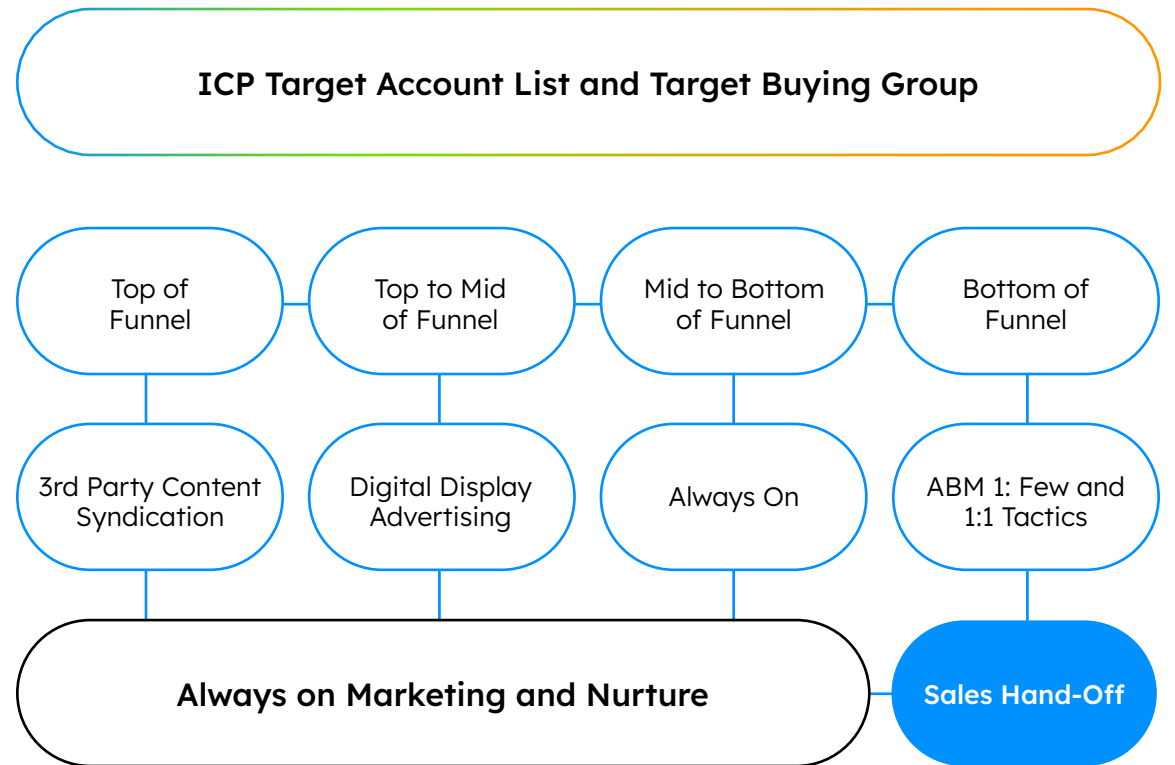 ICP Target Account List and Target Buying Group
Top of
Funnel
Top to Mid
of Funnel
Mid to Bottom
of Funnel
Bottom of
Funnel
3rd Party Content
Syndication
Digital Display
Advertising
Always On
ABM 1: Few and
1:1 Tactics
Always on Marketing and Nurture
Sales Hand-Off